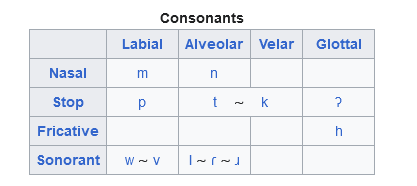 Consonants
Labial Alveolar Velar Glottal
Nasal m n
Stop p t ~ k ʔ
Fricative h
Sonorant w ~ v l ~ ɾ ~ ɹ